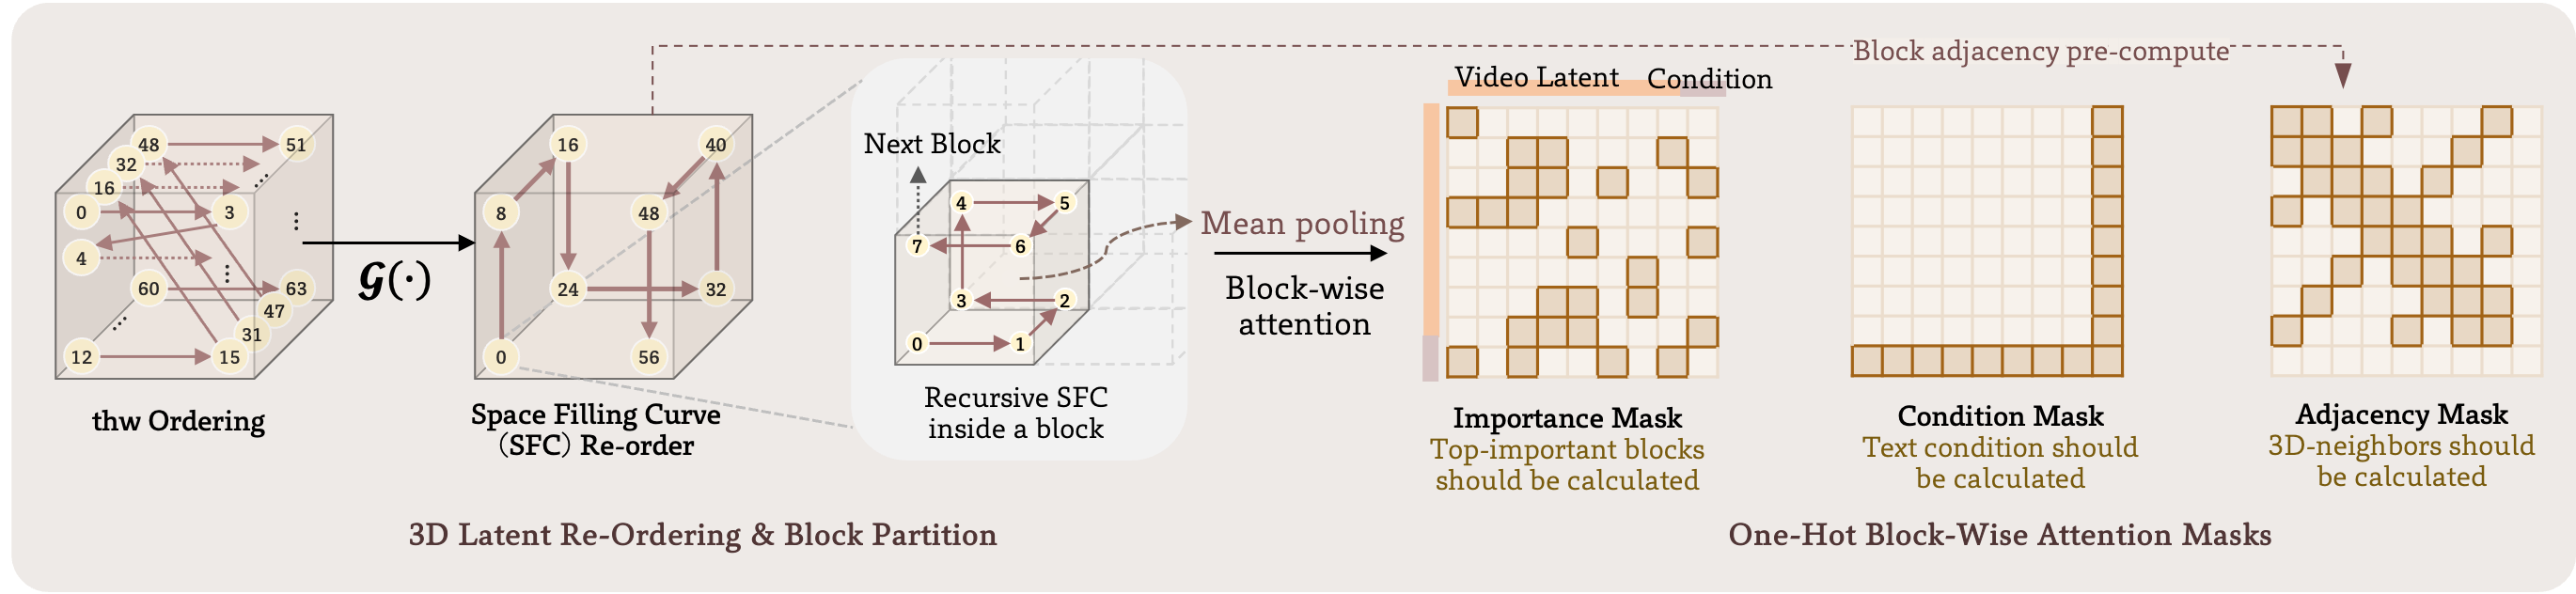 Block adjacency pre-compute
Video Latent
Condition
48
51
32
16
0
3
4
60
63
47
31
12
15
𝒢(·)
16
40
8
48
24
32
0
56
Next Block
4
5
7
6
3
2
0
1
Mean pooling
Block-wise
attention
thw Ordering
Space Filling Curve
(SFC) Re-order
Recursive SFC
inside a block
Importance Mask
Top-important blocks
should be calculated
Condition Mask
Text condition should
be calculated
Adjacency Mask
3D-neighbors should
be calculated
3D Latent Re-Ordering & Block Partition
One-Hot Block-Wise Attention Masks